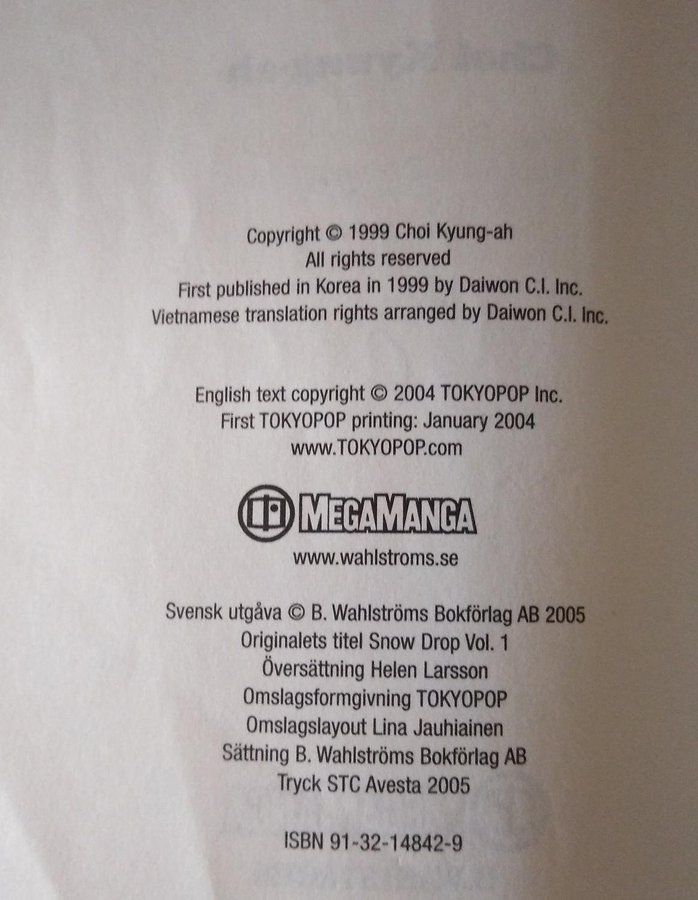 Copyright © 1999 Choi Kyung-ah
All rights reserved
First published in Korea in 1999 by Daiwon C.I. Inc.
Vietnamese translation rights arranged by Daiwon C.I. Inc.
English text copyright © 2004 TOKYOPOP Inc.
First TOKYOPOP printing: January 2004
www.TOKYOPOP.com
MEGAMANGA
www.wahlstroms.se
Svensk utgåva © B. Wahlströms Bokförlag AB 2005
Originalets titel Snow Drop Vol. 1
Översättning Helen Larsson
Omslagsformgivning TOKYOPOP
Omslagslayout Lina Jauhiainen
Sättning B. Wahlströms Bokförlag AB
Tryck STC Avesta 2005
ISBN 91-32-14842-9